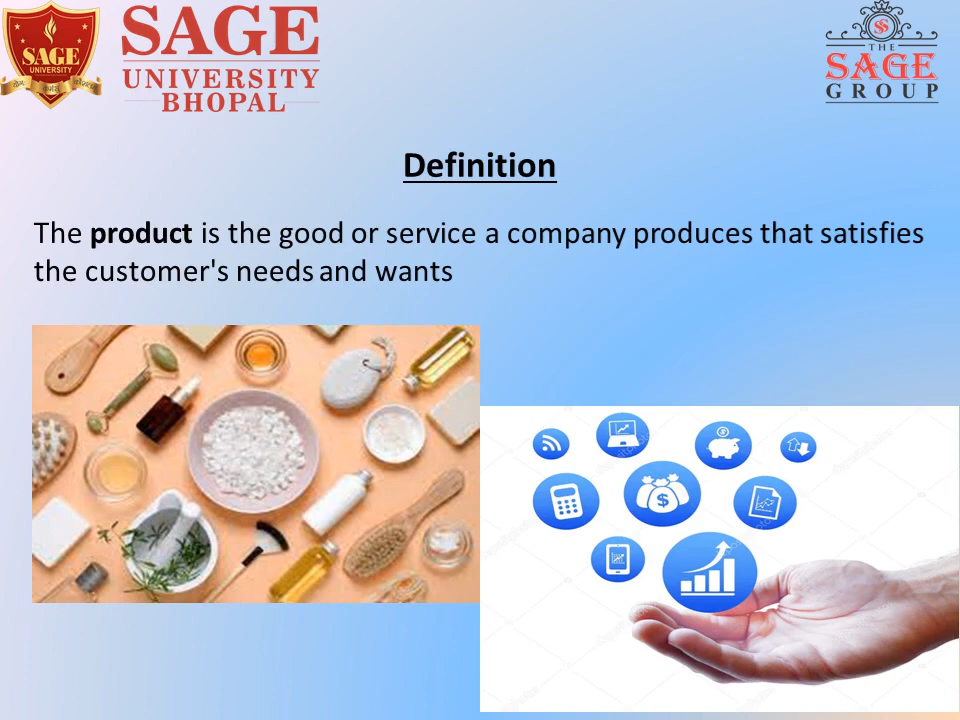 SAGE
UNIVERSITY
SAGE
UNIVERSITY
BHOPAL
THE
SAGE
GROUP
Definition
The product is the good or service a company produces that satisfies
the customer's needs and wants